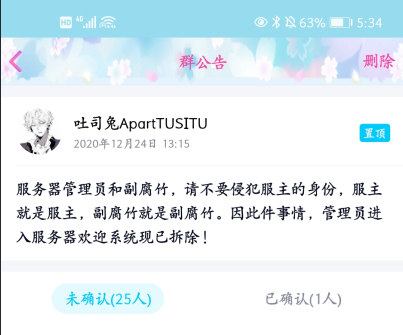 HD 4G 63% 5:34
群公告 删除
吐司兔ApartTUSITU
2020年12月24日 13:15
置顶
服务器管理员和副腐竹，请不要侵犯服主的身份，服主
就是服主，副腐竹就是副腐竹。因此件事情，管理员进
入服务器欢迎系统现已拆除！
未确认(25人) 已确认(1人)